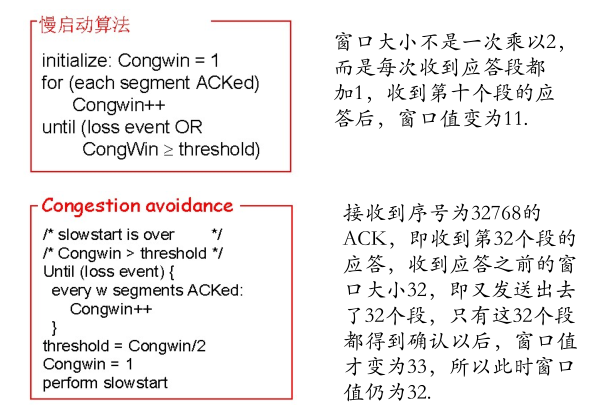 慢启动算法
initialize: Congwin = 1
for (each segment ACKed)
Congwin++
until (loss event OR
CongWin ≥ threshold)
窗口大小不是一次乘以2,
而是每次收到应答段都
加1，收到第十个段的应
答后，窗口值变为11.
Congestion avoidance
/* slowstart is over */
/* Congwin > threshold */
Until (loss event) {
every w segments ACKed:
Congwin++
}
threshold = Congwin/2
Congwin = 1
perform slowstart
接收到序号为32768的
ACK，即收到第32个段的
应答，收到应答之前的窗
口大小32，即又发送出去
了32个段，只有这32个段
都得到确认以后，窗口值
才变为33，所以此时窗口
值仍为32.